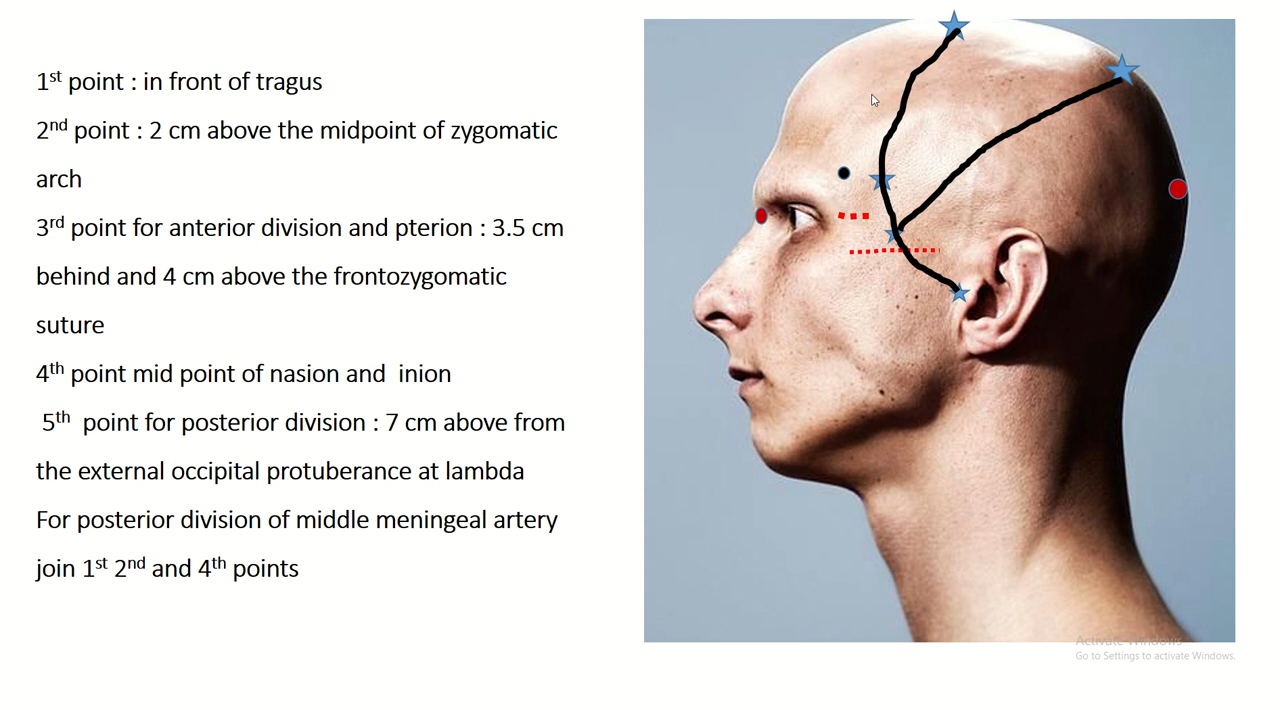 1st point : in front of tragus
2nd point : 2 cm above the midpoint of zygomatic
arch
3rd point for anterior division and pterion : 3.5 cm
behind and 4 cm above the frontozygomatic
suture
4th point mid point of nasion and inion
5th point for posterior division : 7 cm above from
the external occipital protuberance at lambda
For posterior division of middle meningeal artery
join 1st 2nd and 4th points
Activate Windows
Go to Settings to activate Windows.